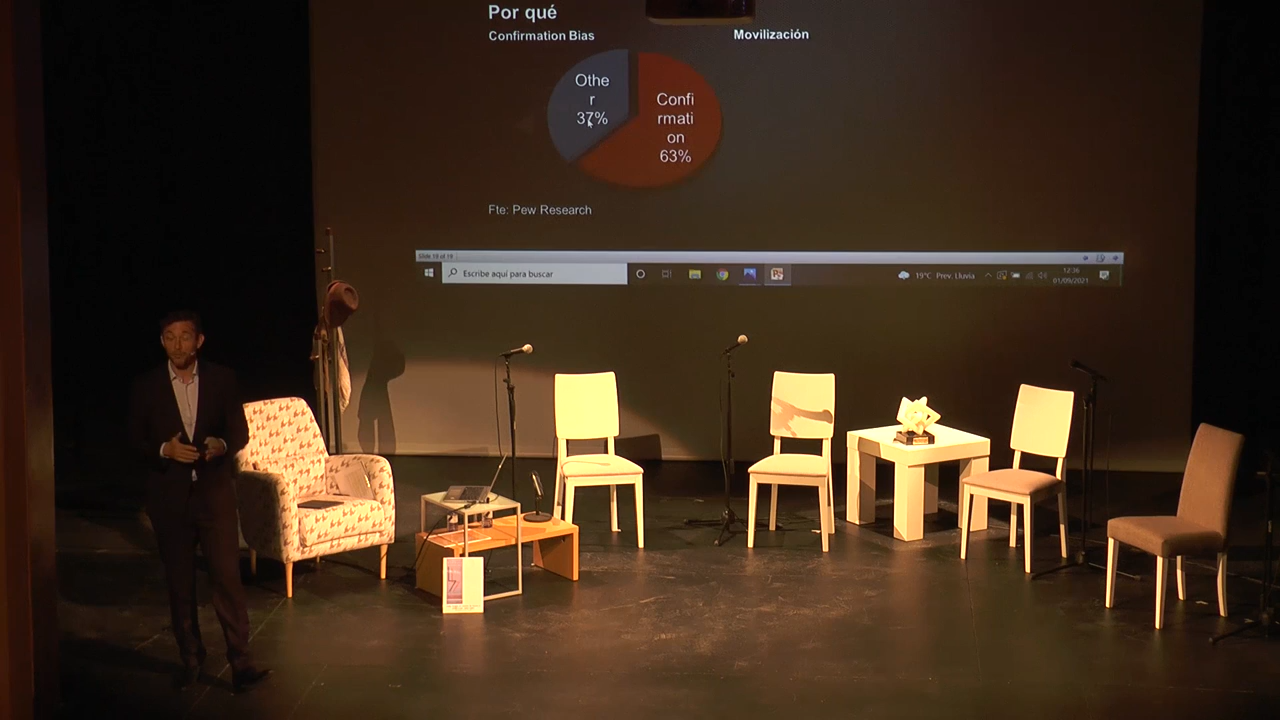 Por qué
Confirmation Bias
Movilización
Othe
r
37%
Confi
rmati
on
63%
Fte: Pew Research
Slide 19 of 19
Escribe aquí para buscar
19°C Prev. Lluvia
12:36
01/09/2021